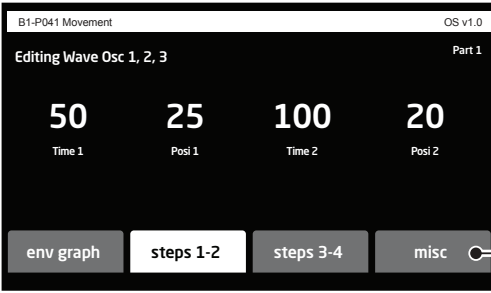 B1-P041 Movement OS v1.0
Editing Wave Osc 1, 2, 3 Part 1
50 25 100 20
Time 1 Posi 1 Time 2 Posi 2
env graph steps 1-2 steps 3-4 misc